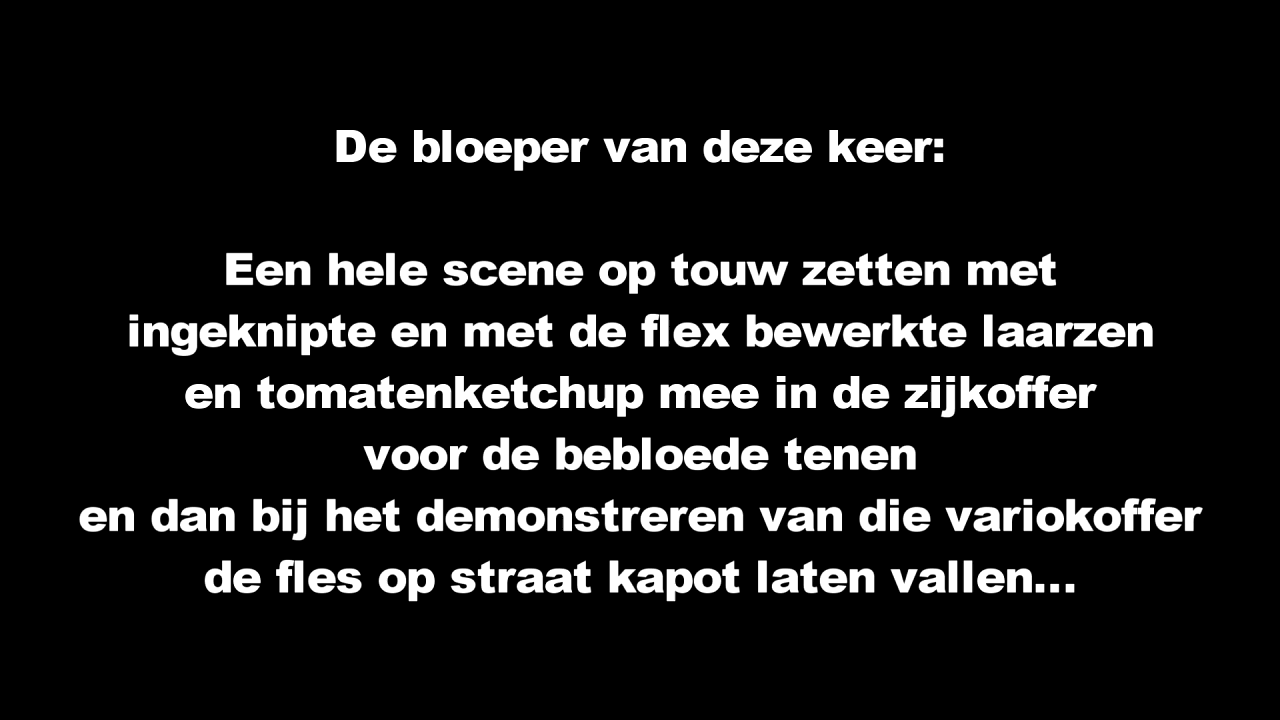 De bloeper van deze keer:
Een hele scene op touw zetten met
ingeknipte en met de flex bewerkte laarzen
en tomatenketchup mee in de zijkoffer
voor de bebloede tenen
en dan bij het demonstreren van die variokoffer
de fles op straat kapot laten vallen...